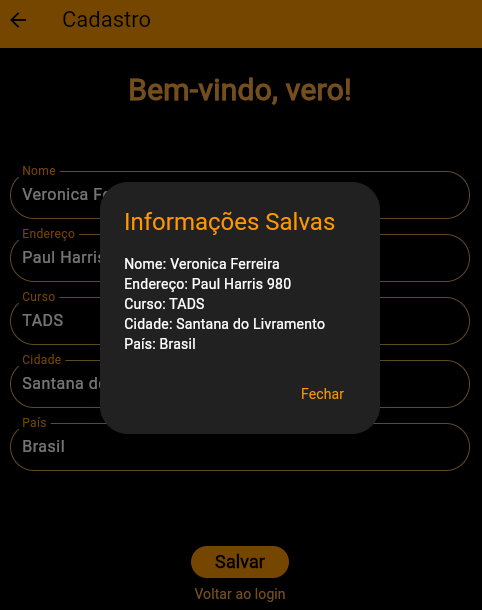 Cadastro
Bem-vindo, vero!
Nome
Veronica Fe
Informações Salvas
Nome: Veronica Ferreira
Endereço: Paul Harris 980
Curso: TADS
Cidade: Santana do Livramento
País: Brasil
Fechar
Endereço
Paul Harris
Curso
TADS
Cidade
Santana do
País
Brasil
Salvar
Voltar ao login